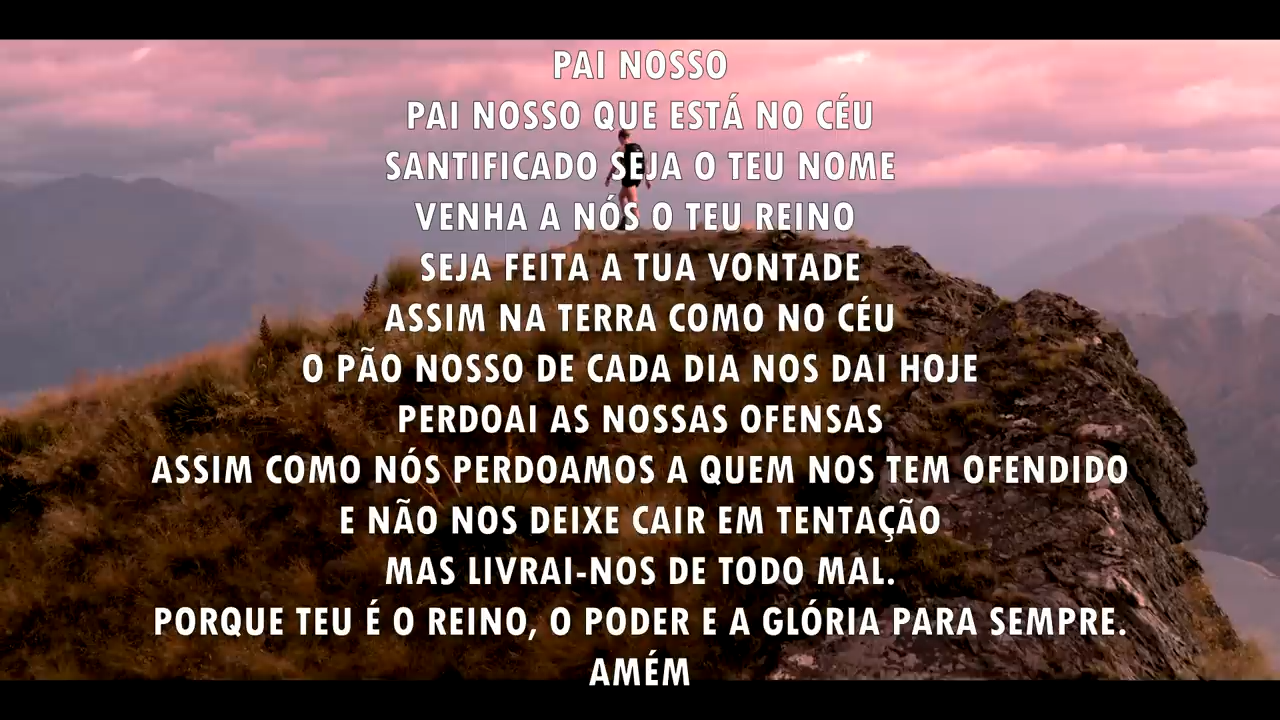 PAI NOSSO
PAI NOSSO QUE ESTÁ NO CÉU
SANTIFICADO SEJA O TEU NOME
VENHA A NÓS O TEU REINO
SEJA FEITA A TUA VONTADE
ASSIM NA TERRA COMO NO CÉU
O PÃO NOSSO DE CADA DIA NOS DAI HOJE
PERDOAI AS NOSSAS OFENSAS
ASSIM COMO NÓS PERDOAMOS A QUEM NOS TEM OFENDIDO
E NÃO NOS DEIXE CAIR EM TENTAÇÃO
MAS LIVRAI-NOS DE TODO MAL.
PORQUE TEU É O REINO, O PODER E A GLÓRIA PARA SEMPRE.
AMÉM